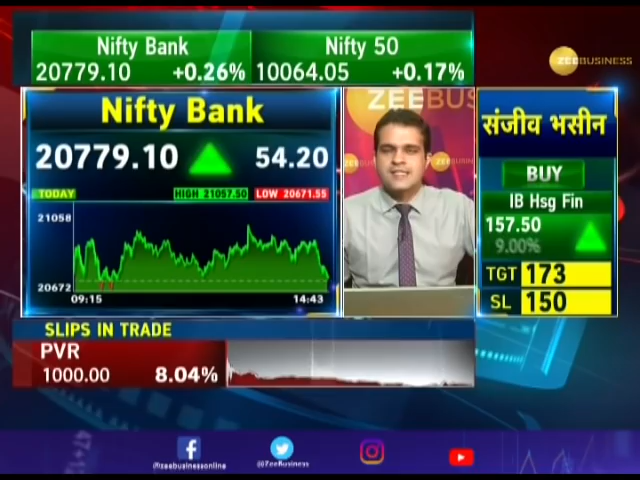 Nifty Bank
20779.10 +0.26%
Nifty 50
10064.05 +0.17%
ZEEBUSINESS
Nifty Bank
20779.10 54.20
TODAY HIGH 21057.50 LOW 20671.55
21058
20672
09:15 14:43
ZEEBUS
ZEEBUSINESS
संजीव भसीन
BUY
IB Hsg Fin
157.50
9.00%
TGT 173
SL 150
SLIPS IN TRADE
PVR
1000.00 8.04%
@zeebusinessonline
@ZeeBusiness